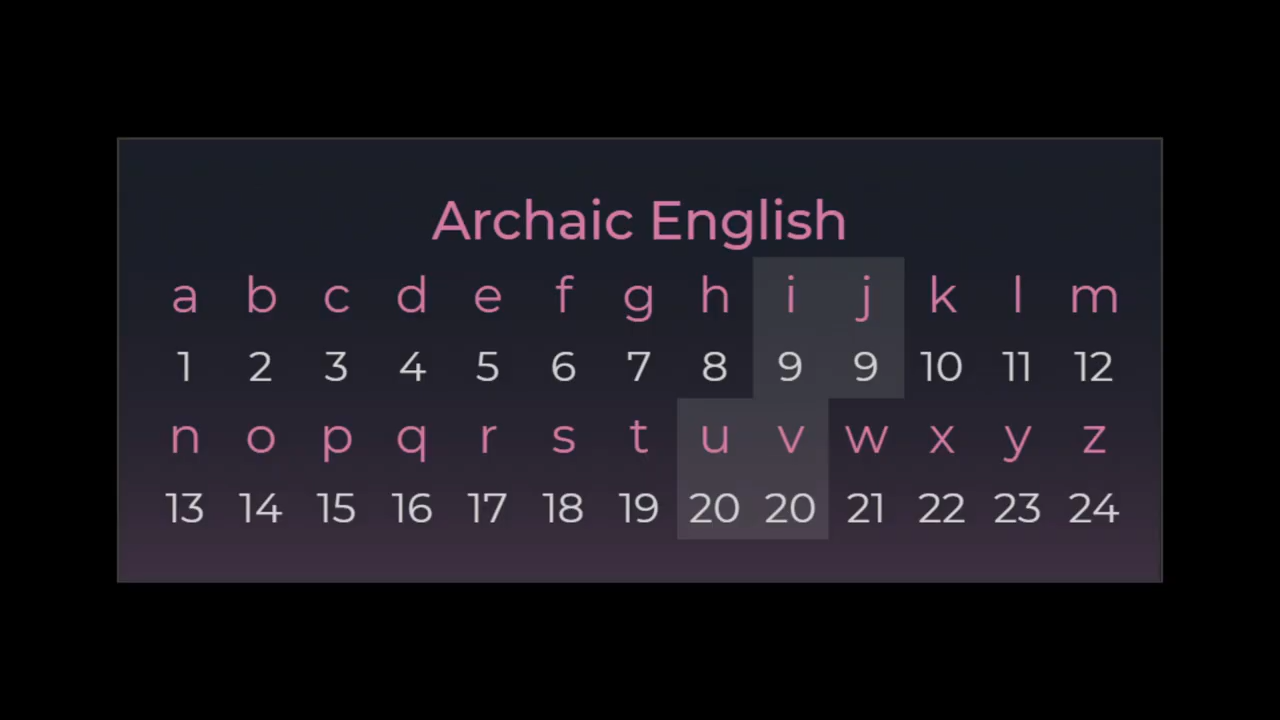 Archaic English
a b c d e f g h i j k l m
1 2 3 4 5 6 7 8 9 9 10 11 12
n o p q r s t u v w x y z
13 14 15 16 17 18 19 20 20 21 22 23 24